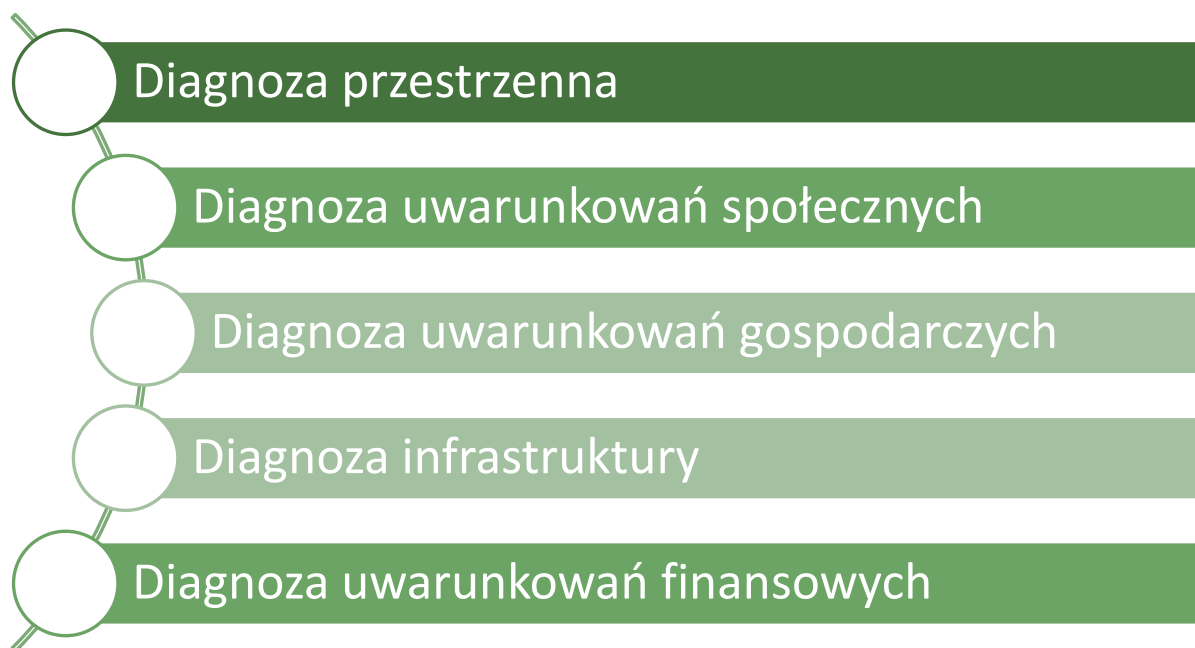 Diagnoza przestrzenna
Diagnoza uwarunkowań społecznych
Diagnoza uwarunkowań gospodarczych
Diagnoza infrastruktury
Diagnoza uwarunkowań finansowych